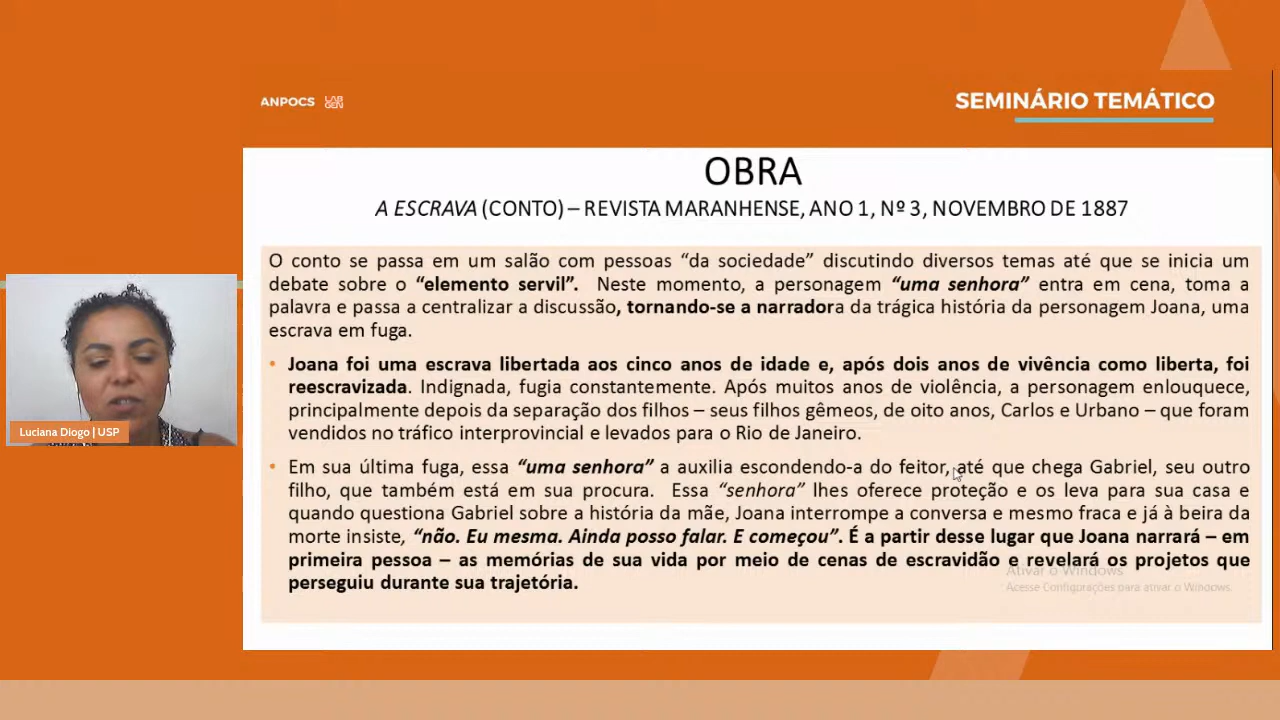 ANPOCS LAB GEN
SEMINÁRIO TEMÁTICO
OBRA
A ESCRAVA (CONTO) – REVISTA MARANHENSE, ANO 1, Nº 3, NOVEMBRO DE 1887
O conto se passa em um salão com pessoas “da sociedade” discutindo diversos temas até que se inicia um
debate sobre o “elemento servil”. Neste momento, a personagem “uma senhora” entra em cena, toma a
palavra e passa a centralizar a discussão, tornando-se a narradora da trágica história da personagem Joana, uma
escrava em fuga.
• Joana foi uma escrava libertada aos cinco anos de idade e, após dois anos de vivência como liberta, foi
reescravizada. Indignada, fugia constantemente. Após muitos anos de violência, a personagem enlouquece,
principalmente depois da separação dos filhos – seus filhos gêmeos, de oito anos, Carlos e Urbano – que foram
vendidos no tráfico interprovincial e levados para o Rio de Janeiro.
• Em sua última fuga, essa “uma senhora” a auxilia escondendo-a do feitor, até que chega Gabriel, seu outro
filho, que também está em sua procura. Essa “senhora” lhes oferece proteção e os leva para sua casa e
quando questiona Gabriel sobre a história da mãe, Joana interrompe a conversa e mesmo fraca e já à beira da
morte insiste, “não. Eu mesma. Ainda posso falar. E começou”. É a partir desse lugar que Joana narrará – em
primeira pessoa – as memórias de sua vida por meio de cenas de escravidão e revelará os projetos que
perseguiu durante sua trajetória.
Ativar o Windows
Acesse Configurações para ativar o Windows.
Luciana Diogo | USP